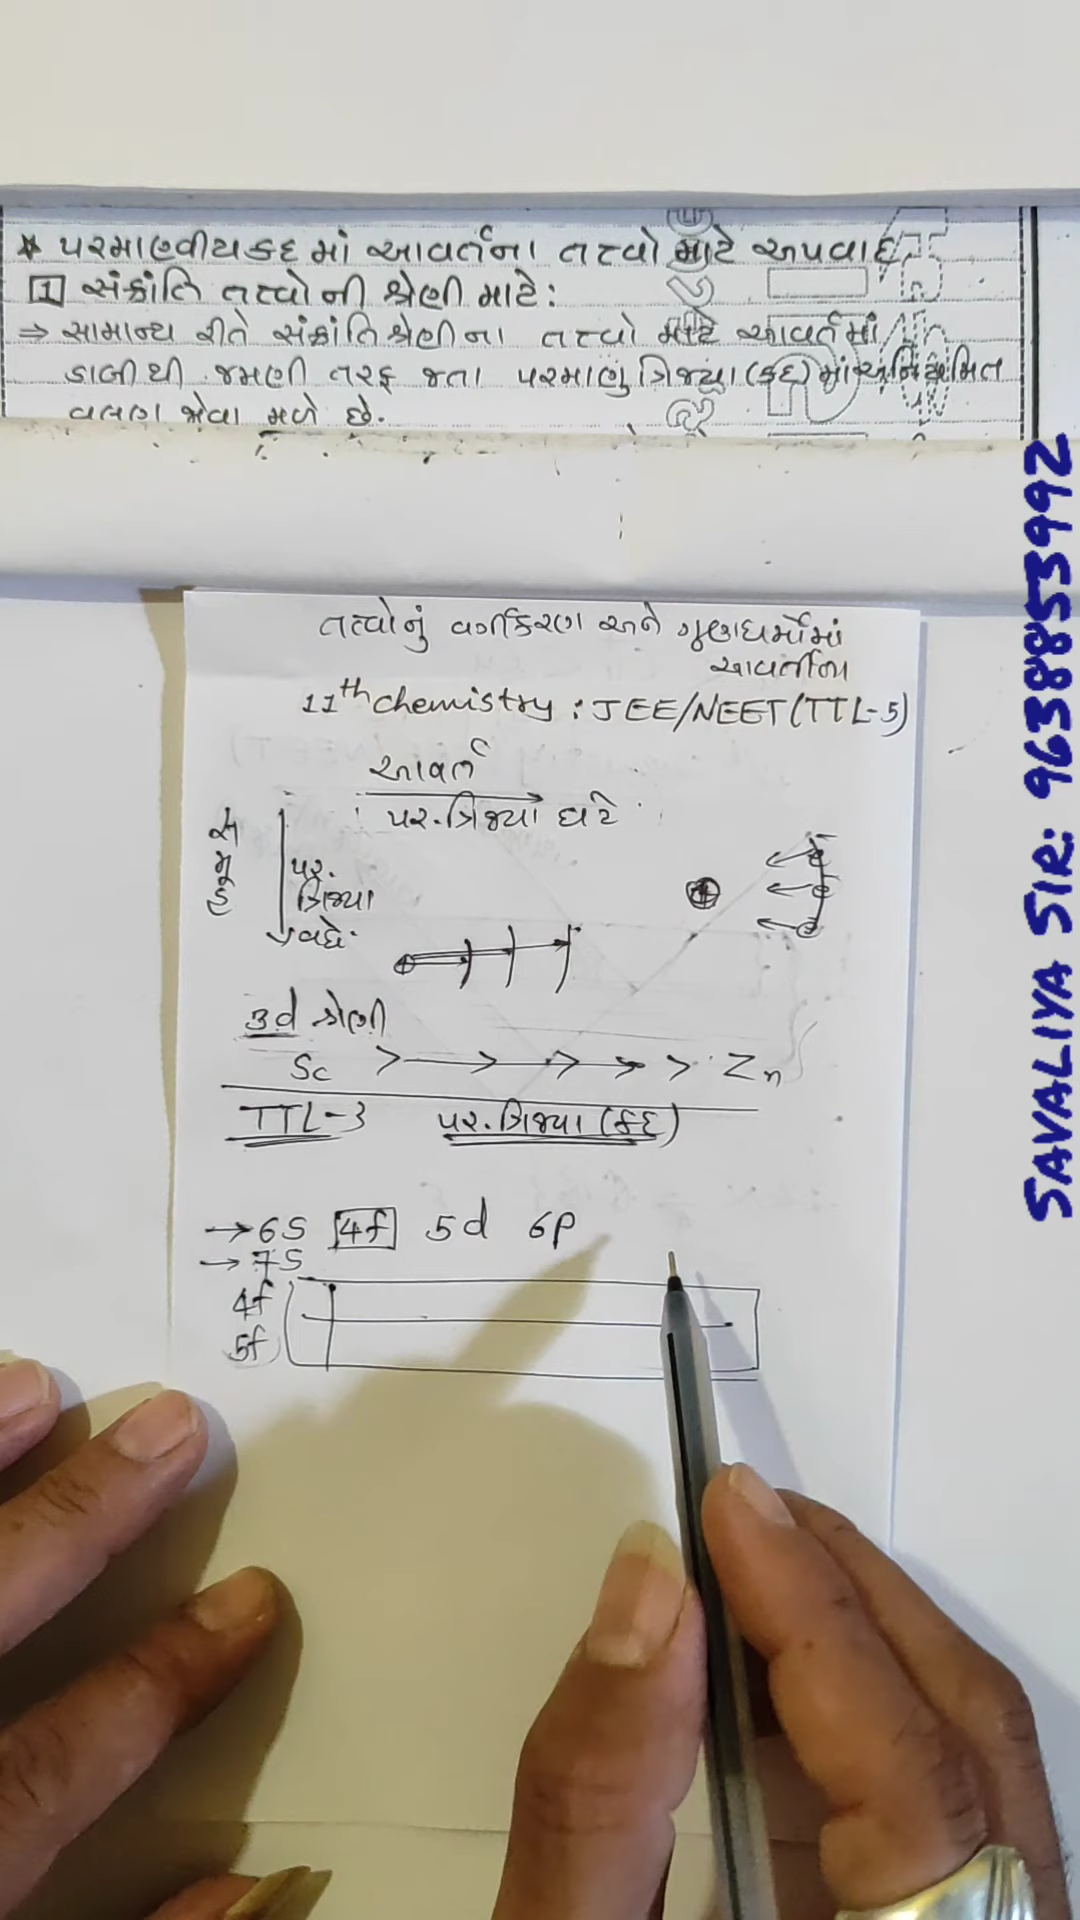 * પરમાણ્વીયકદ માં આવર્તના તત્વો માટે અપવાદ.
1 સંક્રાંતિ તત્વો ની શ્રેણી માટે:
⇒ સામાન્ય રીતે સંક્રાંતિશ્રેણીના તત્વો માટે આવર્તમાં
ડાબીથી જમણી તરફ જતા પરમાણુ ત્રિજ્યા (કદ) માં અનિયમિત
વલણ જોવા મળે છે.
તત્વોનું વર્ગીકરણ અને ગુણધર્મોમાં
આવર્તીતા
11th chemistry : JEE/NEET (TTL-5)
આવર્ત
પર. ત્રિજ્યા ઘટે
સમૂહ
પર.
ત્રિજ્યા
વધે.
3d શ્રેણી
Sc > > > > > Zn
TTL-3 પર. ત્રિજ્યા (કદ)
→ 6S 4f 5d 6p
→ 7S
4f
5f
SAVALIYA SIR: 9638853992